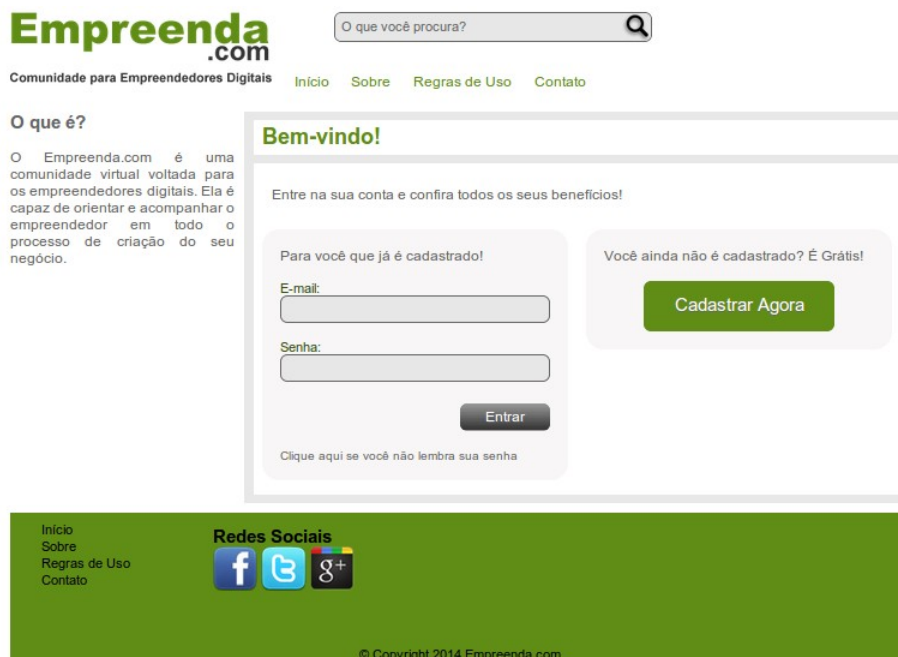 Empreenda
.com
Comunidade para Empreendedores Digitais
O que você procura?
Início Sobre Regras de Uso Contato
O que é?
O Empreenda.com é uma
comunidade virtual voltada para
os empreendedores digitais. Ela é
capaz de orientar e acompanhar o
empreendedor em todo o
processo de criação do seu
negócio.
Bem-vindo!
Entre na sua conta e confira todos os seus benefícios!
Para você que já é cadastrado!
E-mail:
Senha:
Entrar
Clique aqui se você não lembra sua senha
Você ainda não é cadastrado? É Grátis!
Cadastrar Agora
Início
Sobre
Regras de Uso
Contato
Redes Sociais
f t g+
© Copyright 2014 Empreenda.com